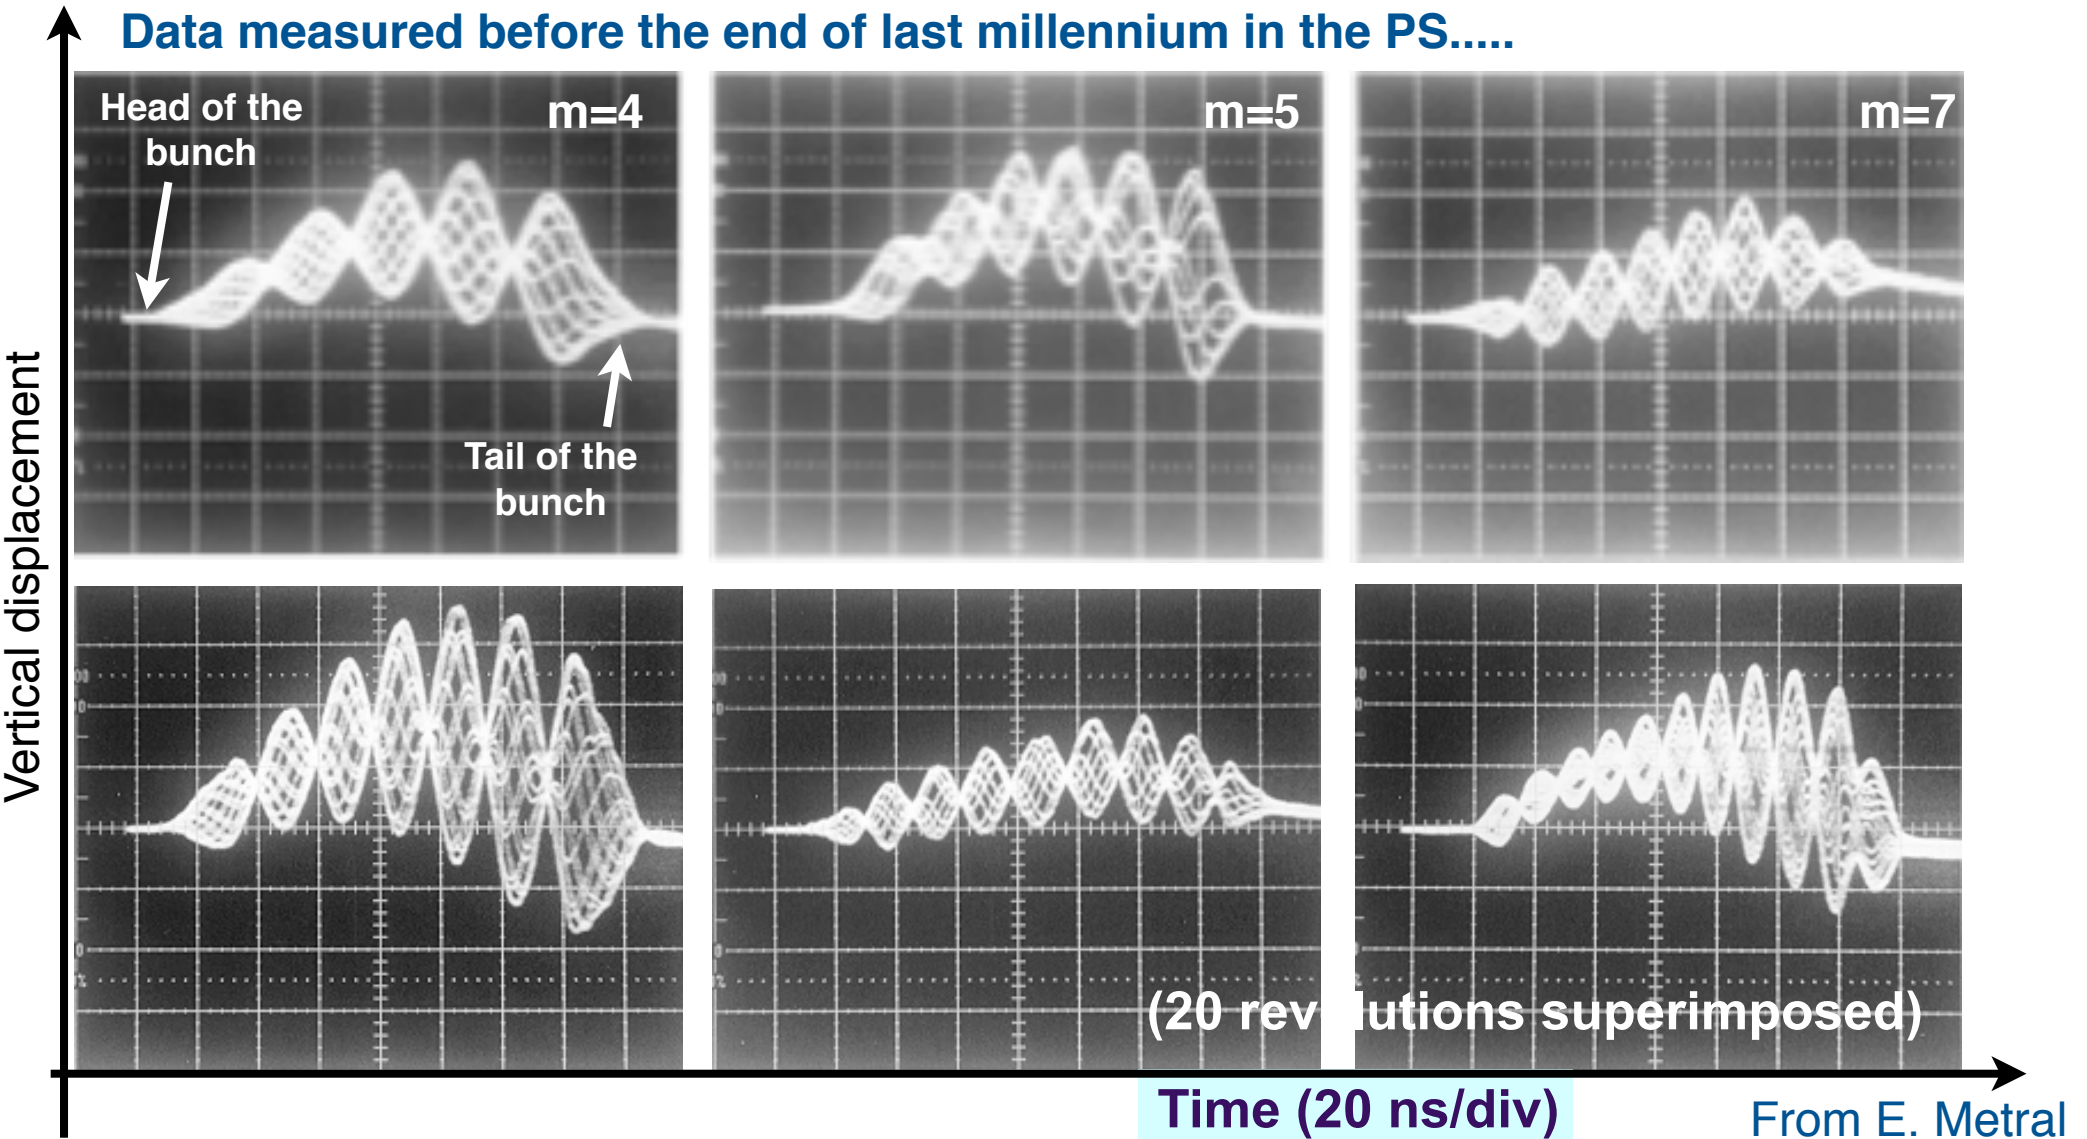 Data measured before the end of last millennium in the PS.....
Head of the
bunch
m=4
m=5
m=7
Tail of the
bunch
Vertical displacement
(20 rev lutions superimposed)
Time (20 ns/div)
From E. Metral